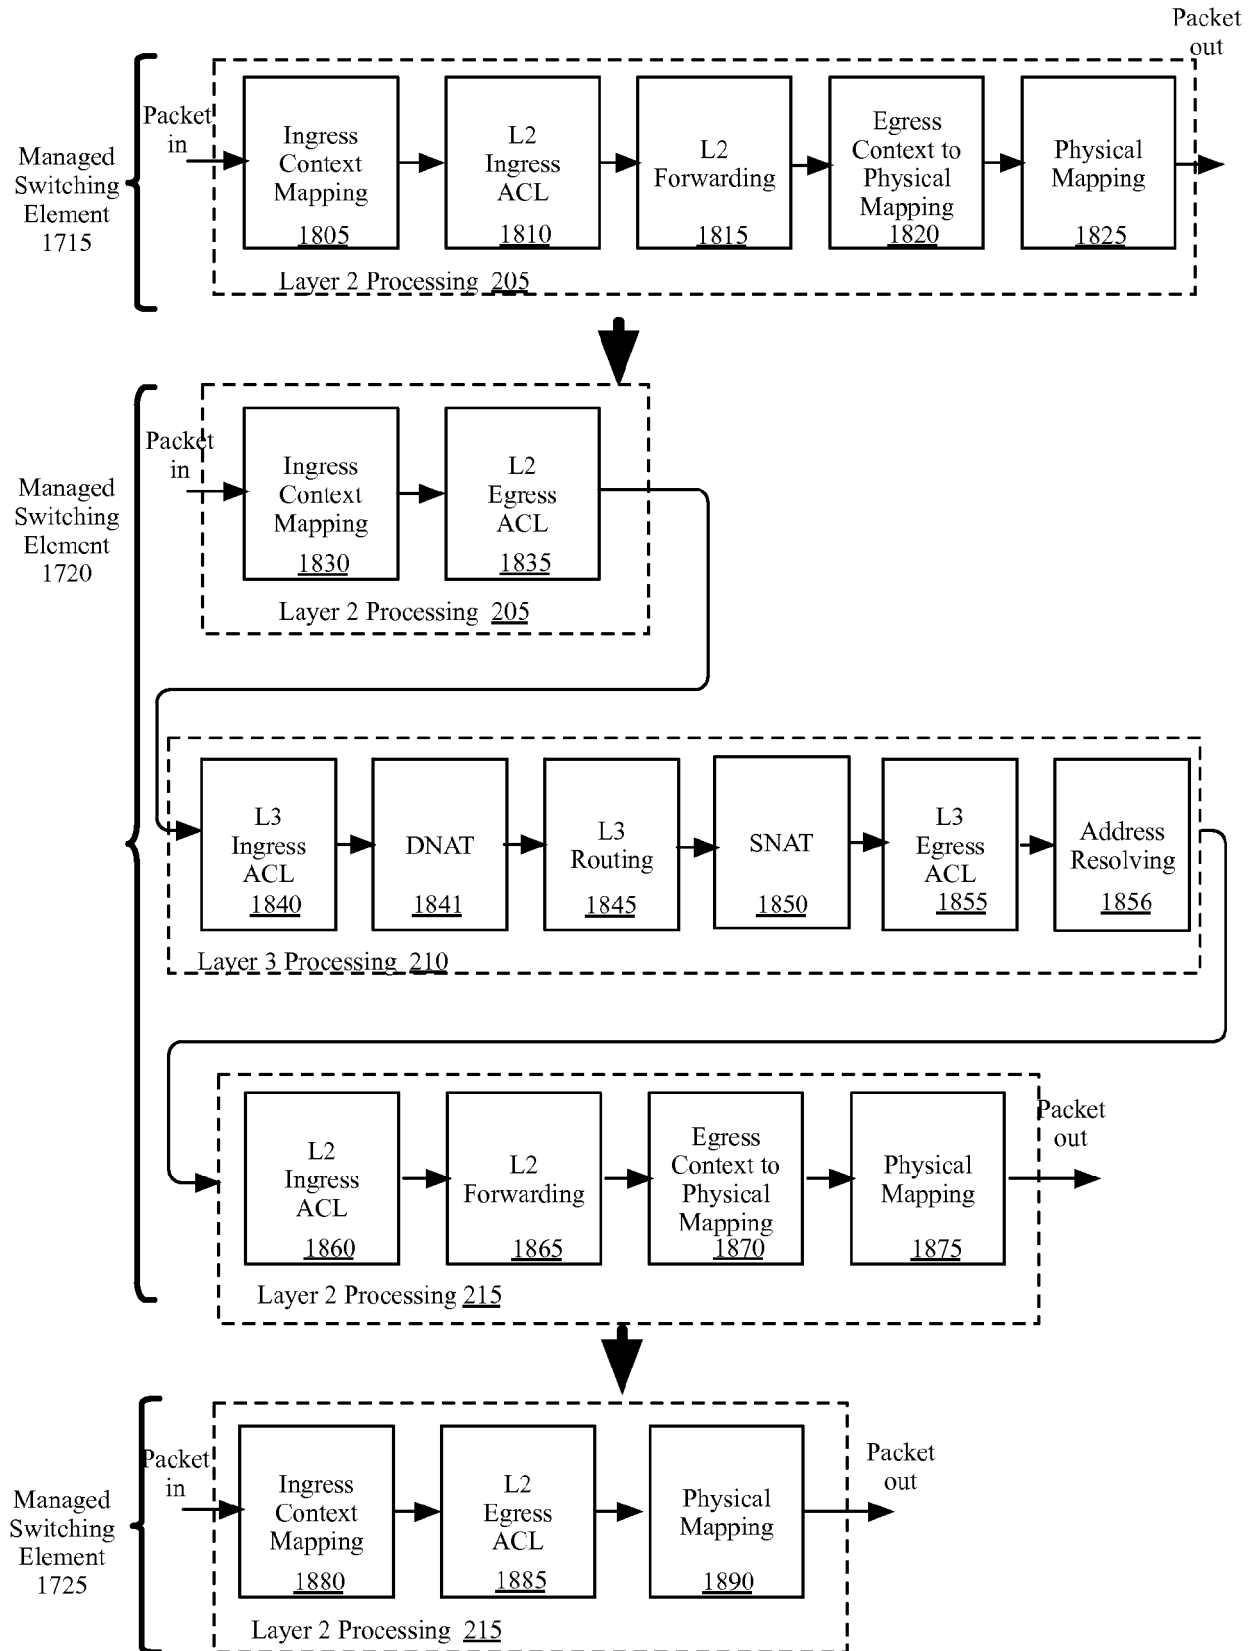 Packet
out
Packet
in
Managed
Switching
Element
1715
Ingress
Context
Mapping
1805
L2
Ingress
ACL
1810
L2
Forwarding
1815
Egress
Context to
Physical
Mapping
1820
Physical
Mapping
1825
Layer 2 Processing 205
Packet
in
Managed
Switching
Element
1720
Ingress
Context
Mapping
1830
L2
Egress
ACL
1835
Layer 2 Processing 205
L3
Ingress
ACL
1840
DNAT
1841
L3
Routing
1845
SNAT
1850
L3
Egress
ACL
1855
Address
Resolving
1856
Layer 3 Processing 210
L2
Ingress
ACL
1860
L2
Forwarding
1865
Egress
Context to
Physical
Mapping
1870
Physical
Mapping
1875
Packet
out
Layer 2 Processing 215
Packet
in
Managed
Switching
Element
1725
Ingress
Context
Mapping
1880
L2
Egress
ACL
1885
Physical
Mapping
1890
Packet
out
Layer 2 Processing 215